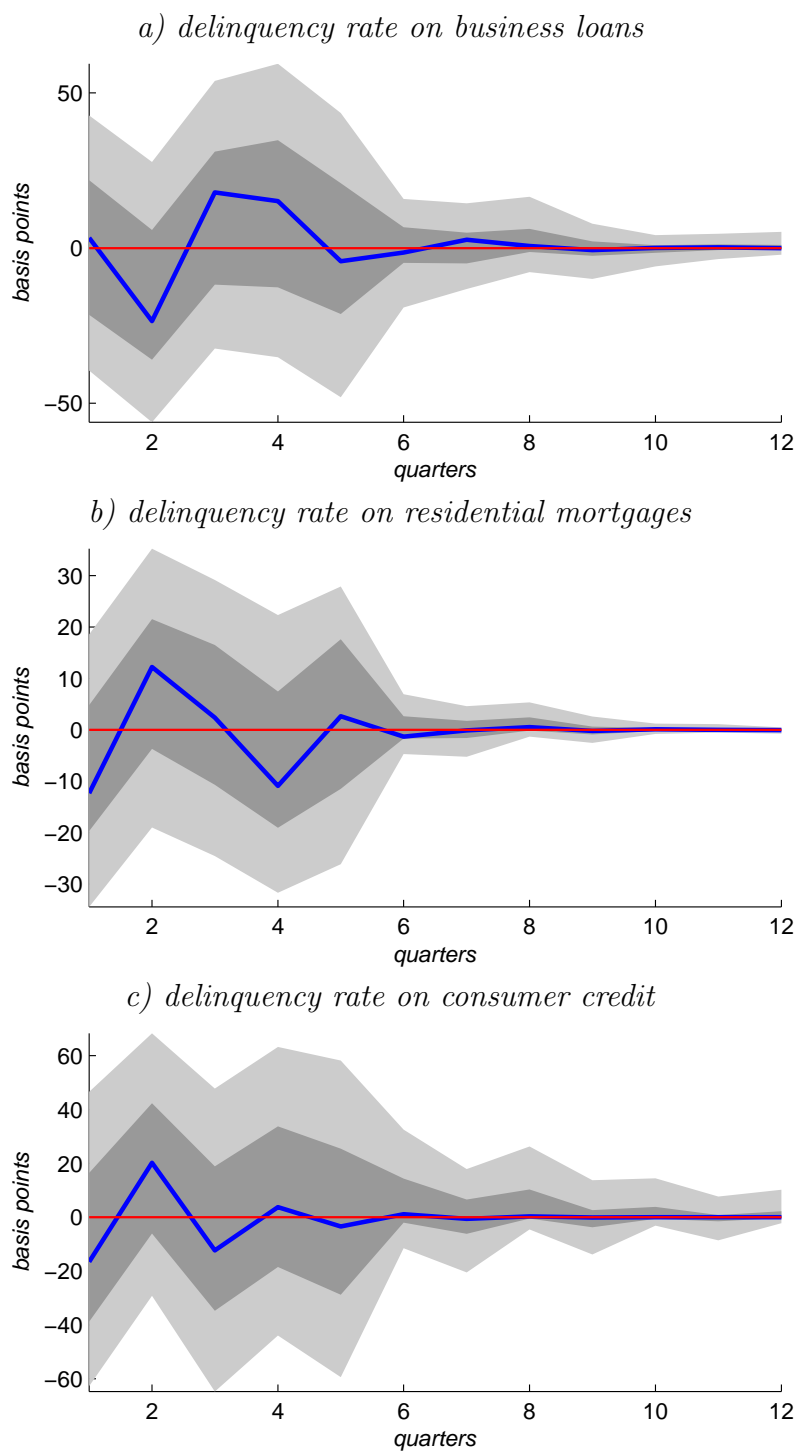 a) delinquency rate on business loans
50
0
−50
basis points
2 4 6 8 10 12
quarters
b) delinquency rate on residential mortgages
30
20
10
0
−10
−20
−30
basis points
2 4 6 8 10 12
quarters
c) delinquency rate on consumer credit
60
40
20
0
−20
−40
−60
basis points
2 4 6 8 10 12
quarters